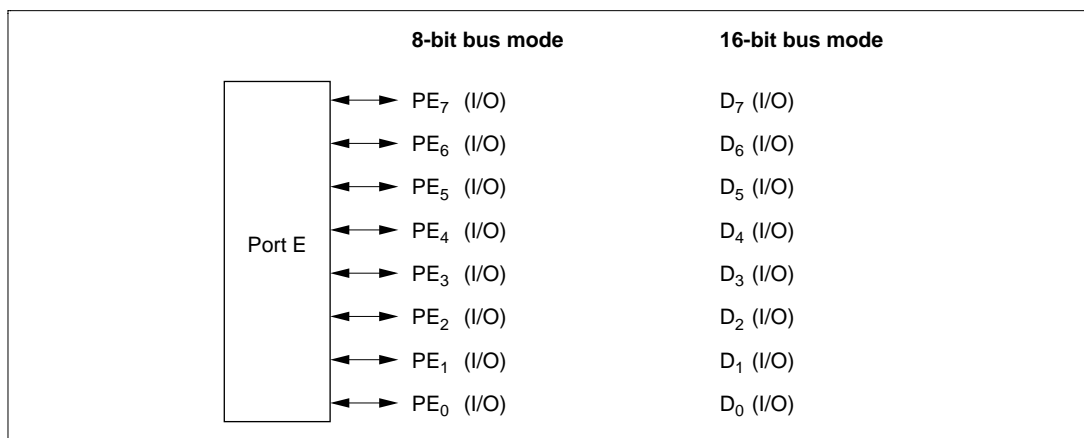 8-bit bus mode 16-bit bus mode
PE₇ (I/O) D₇ (I/O)
PE₆ (I/O) D₆ (I/O)
PE₅ (I/O) D₅ (I/O)
PE₄ (I/O) D₄ (I/O)
Port E
PE₃ (I/O) D₃ (I/O)
PE₂ (I/O) D₂ (I/O)
PE₁ (I/O) D₁ (I/O)
PE₀ (I/O) D₀ (I/O)